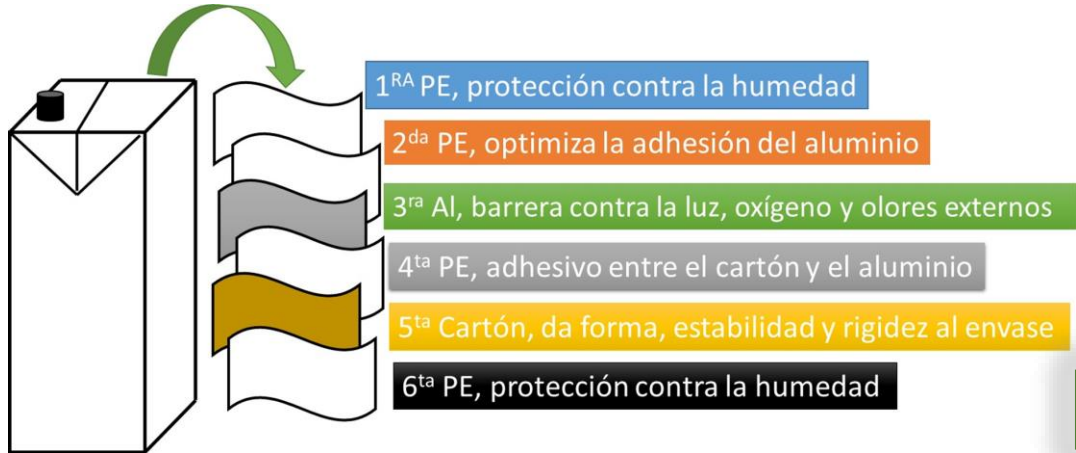 1RA PE, protección contra la humedad
2da PE, optimiza la adhesión del aluminio
3ra Al, barrera contra la luz, oxígeno y olores externos
4ta PE, adhesivo entre el cartón y el aluminio
5ta Cartón, da forma, estabilidad y rigidez al envase
6ta PE, protección contra la humedad